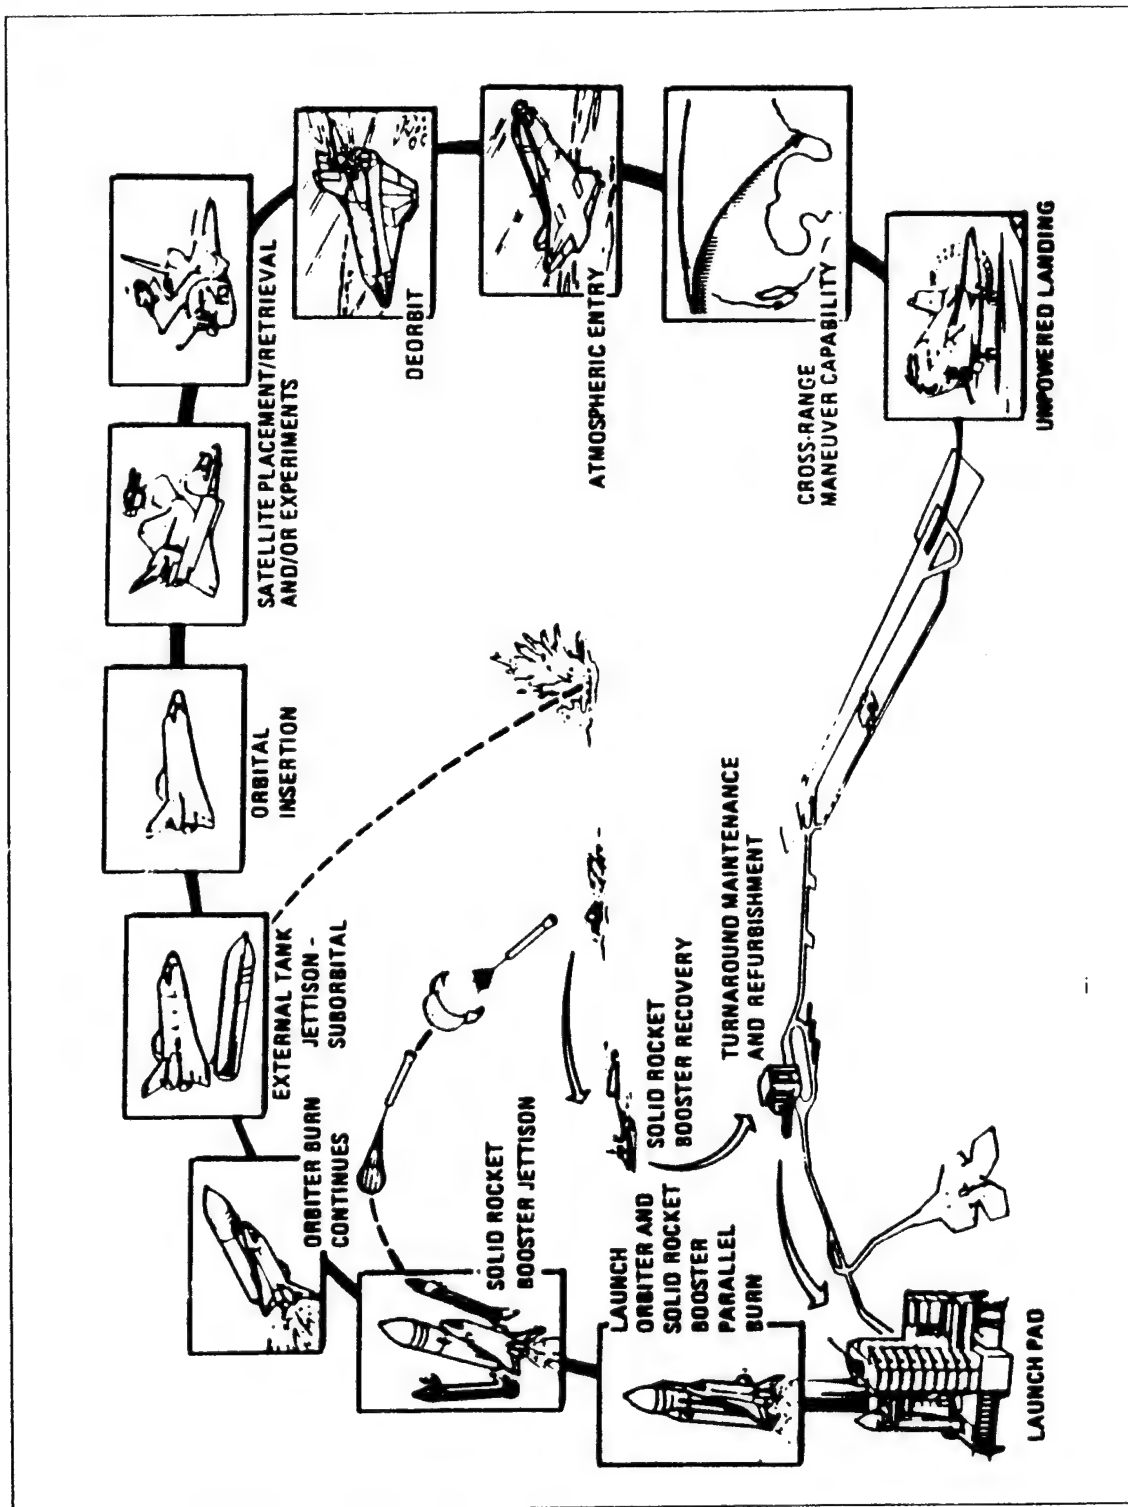 LAUNCH PAD
LAUNCH
ORBITER AND
SOLID ROCKET
BOOSTER
PARALLEL
BURN
SOLID ROCKET
BOOSTER JETTISON
ORBITER BURN
CONTINUES
EXTERNAL TANK
JETTISON -
SUBORBITAL
ORBITAL
INSERTION
SATELLITE PLACEMENT/RETRIEVAL
AND/OR EXPERIMENTS
DEORBIT
ATMOSPHERIC ENTRY
CROSS-RANGE
MANEUVER CAPABILITY
UNPOWERED LANDING
SOLID ROCKET
BOOSTER RECOVERY
TURNAROUND MAINTENANCE
AND REFURBISHMENT